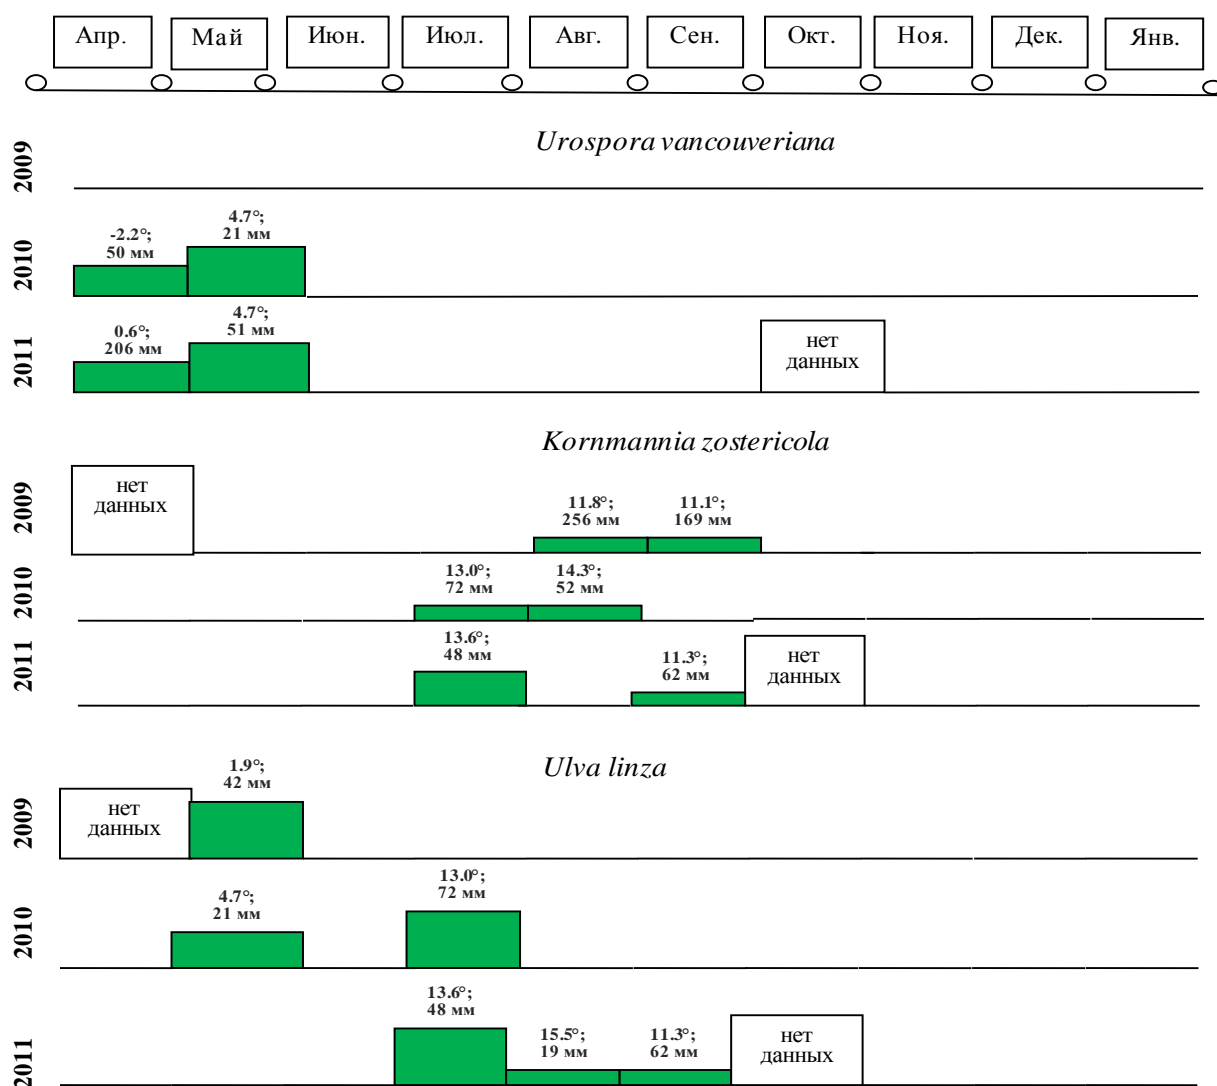 Апр. Май Июн. Июл. Авг. Сен. Окт. Ноя. Дек. Янв.
Urospora vancouveriana
2009
2010
-2.2°;
50 мм
4.7°;
21 мм
2011
0.6°;
206 мм
4.7°;
51 мм
нет
данных
Kornmannia zostericola
2009
нет
данных
11.8°;
256 мм
11.1°;
169 мм
2010
13.0°;
72 мм
14.3°;
52 мм
2011
13.6°;
48 мм
11.3°;
62 мм
нет
данных
Ulva linza
2009
нет
данных
1.9°;
42 мм
2010
4.7°;
21 мм
13.0°;
72 мм
2011
13.6°;
48 мм
15.5°;
19 мм
11.3°;
62 мм
нет
данных